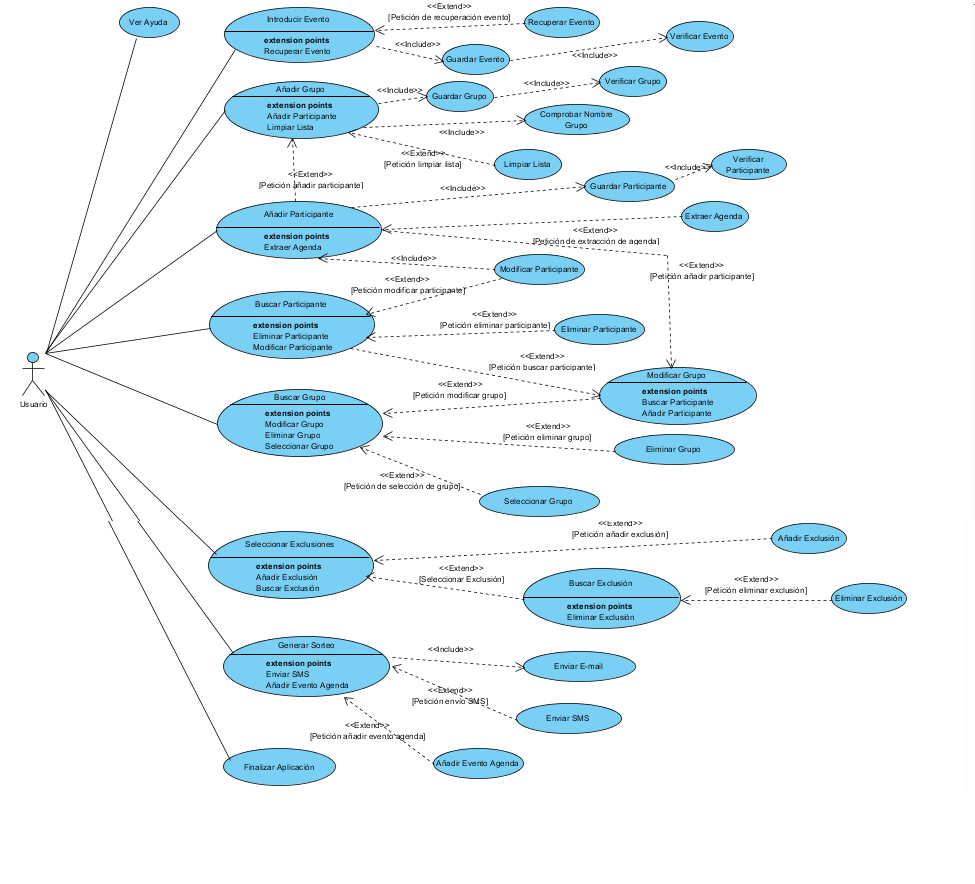 Ver Ayuda
Introducir Evento
extension points
Recuperar Evento
<<Extend>>
[Petición de recuperación evento]
Recuperar Evento
<<Include>>
Guardar Evento
<<Include>>
Verificar Evento
Añadir Grupo
extension points
Añadir Participante
Limpiar Lista
<<Include>>
Guardar Grupo
<<Include>>
Verificar Grupo
<<Include>>
Comprobar Nombre
Grupo
<<Extend>>
[Petición limpiar lista]
Limpiar Lista
<<Extend>>
[Petición añadir participante]
Añadir Participante
extension points
Extraer Agenda
<<Include>>
Guardar Participante
<<Include>>
Verificar
Participante
Extraer Agenda
<<Extend>>
[Petición de extracción de agenda]
<<Include>>
Modificar Participante
<<Extend>>
[Petición añadir participante]
<<Extend>>
[Petición modificar participante]
Buscar Participante
extension points
Eliminar Participante
Modificar Participante
<<Extend>>
[Petición eliminar participante]
Eliminar Participante
<<Extend>>
[Petición buscar participante]
Modificar Grupo
extension points
Buscar Participante
Añadir Participante
Usuario
Buscar Grupo
extension points
Modificar Grupo
Eliminar Grupo
Seleccionar Grupo
<<Extend>>
[Petición modificar grupo]
<<Extend>>
[Petición eliminar grupo]
Eliminar Grupo
<<Extend>>
[Petición de selección de grupo]
Seleccionar Grupo
Seleccionar Exclusiones
extension points
Añadir Exclusión
Buscar Exclusión
<<Extend>>
[Petición añadir exclusión]
Añadir Exclusión
<<Extend>>
[Seleccionar Exclusión]
Buscar Exclusión
extension points
Eliminar Exclusión
<<Extend>>
[Petición eliminar exclusión]
Eliminar Exclusión
Generar Sorteo
extension points
Enviar SMS
Añadir Evento Agenda
<<Include>>
Enviar E-mail
<<Extend>>
[Petición envío SMS]
Enviar SMS
<<Extend>>
[Petición añadir evento agenda]
Añadir Evento Agenda
Finalizar Aplicación